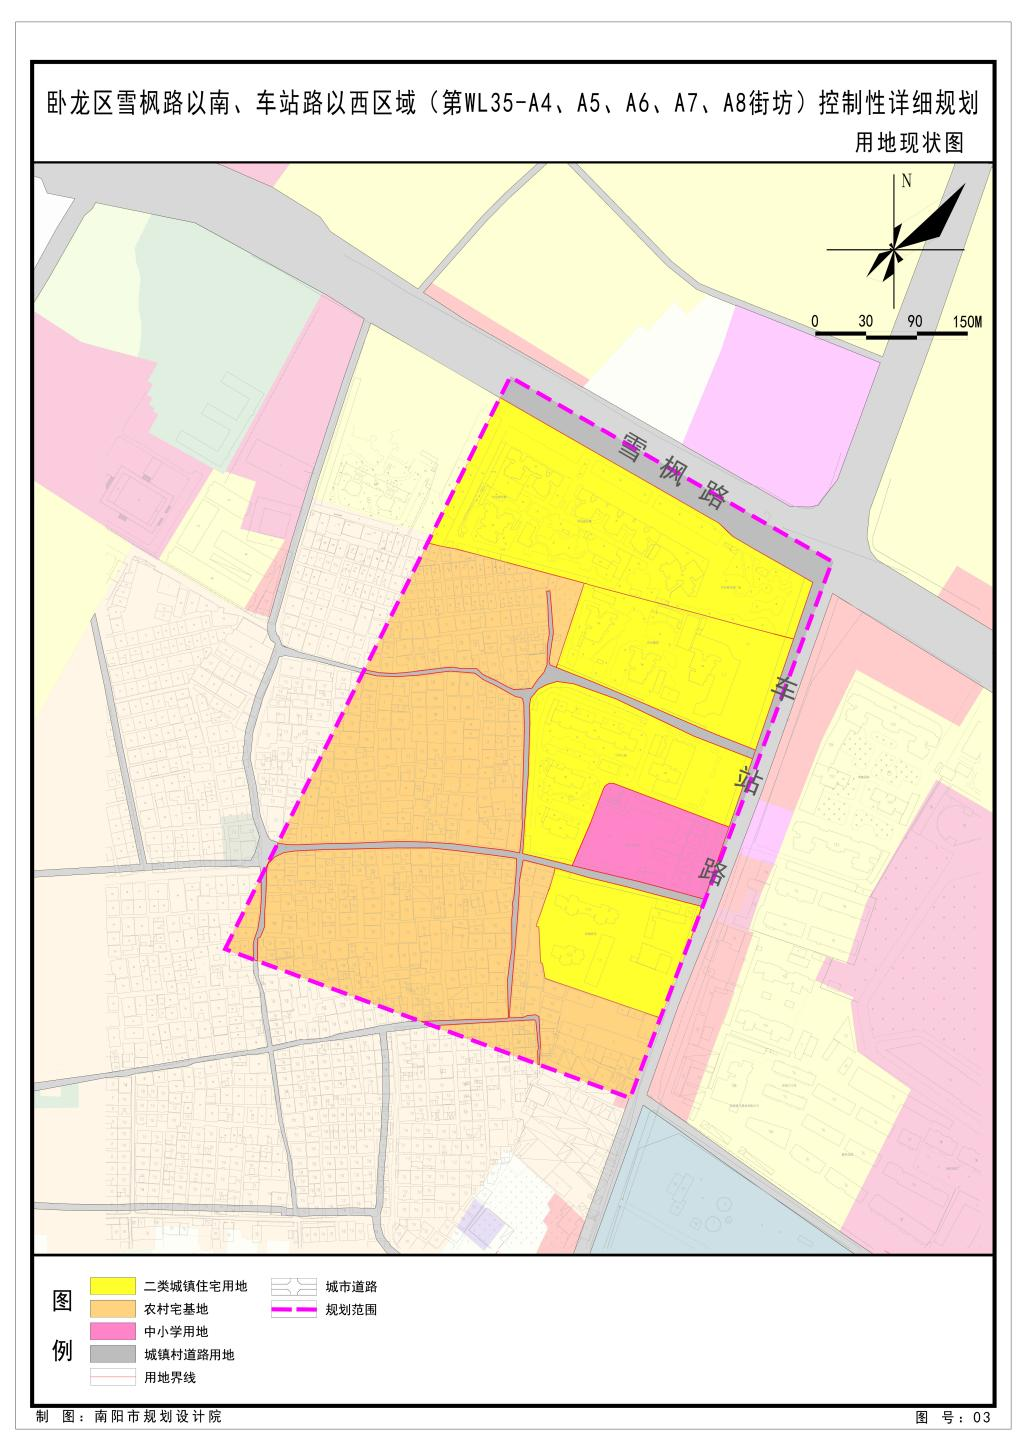 卧龙区雪枫路以南、车站路以西区域（第WL35-A4、A5、A6、A7、A8街坊）控制性详细规划
用地现状图
N
0 30 90 150M
雪枫路
车站路
图例
二类城镇住宅用地
农村宅基地
中小学用地
城镇村道路用地
用地界线
城市道路
规划范围
制 图：南阳市规划设计院
图 号：03